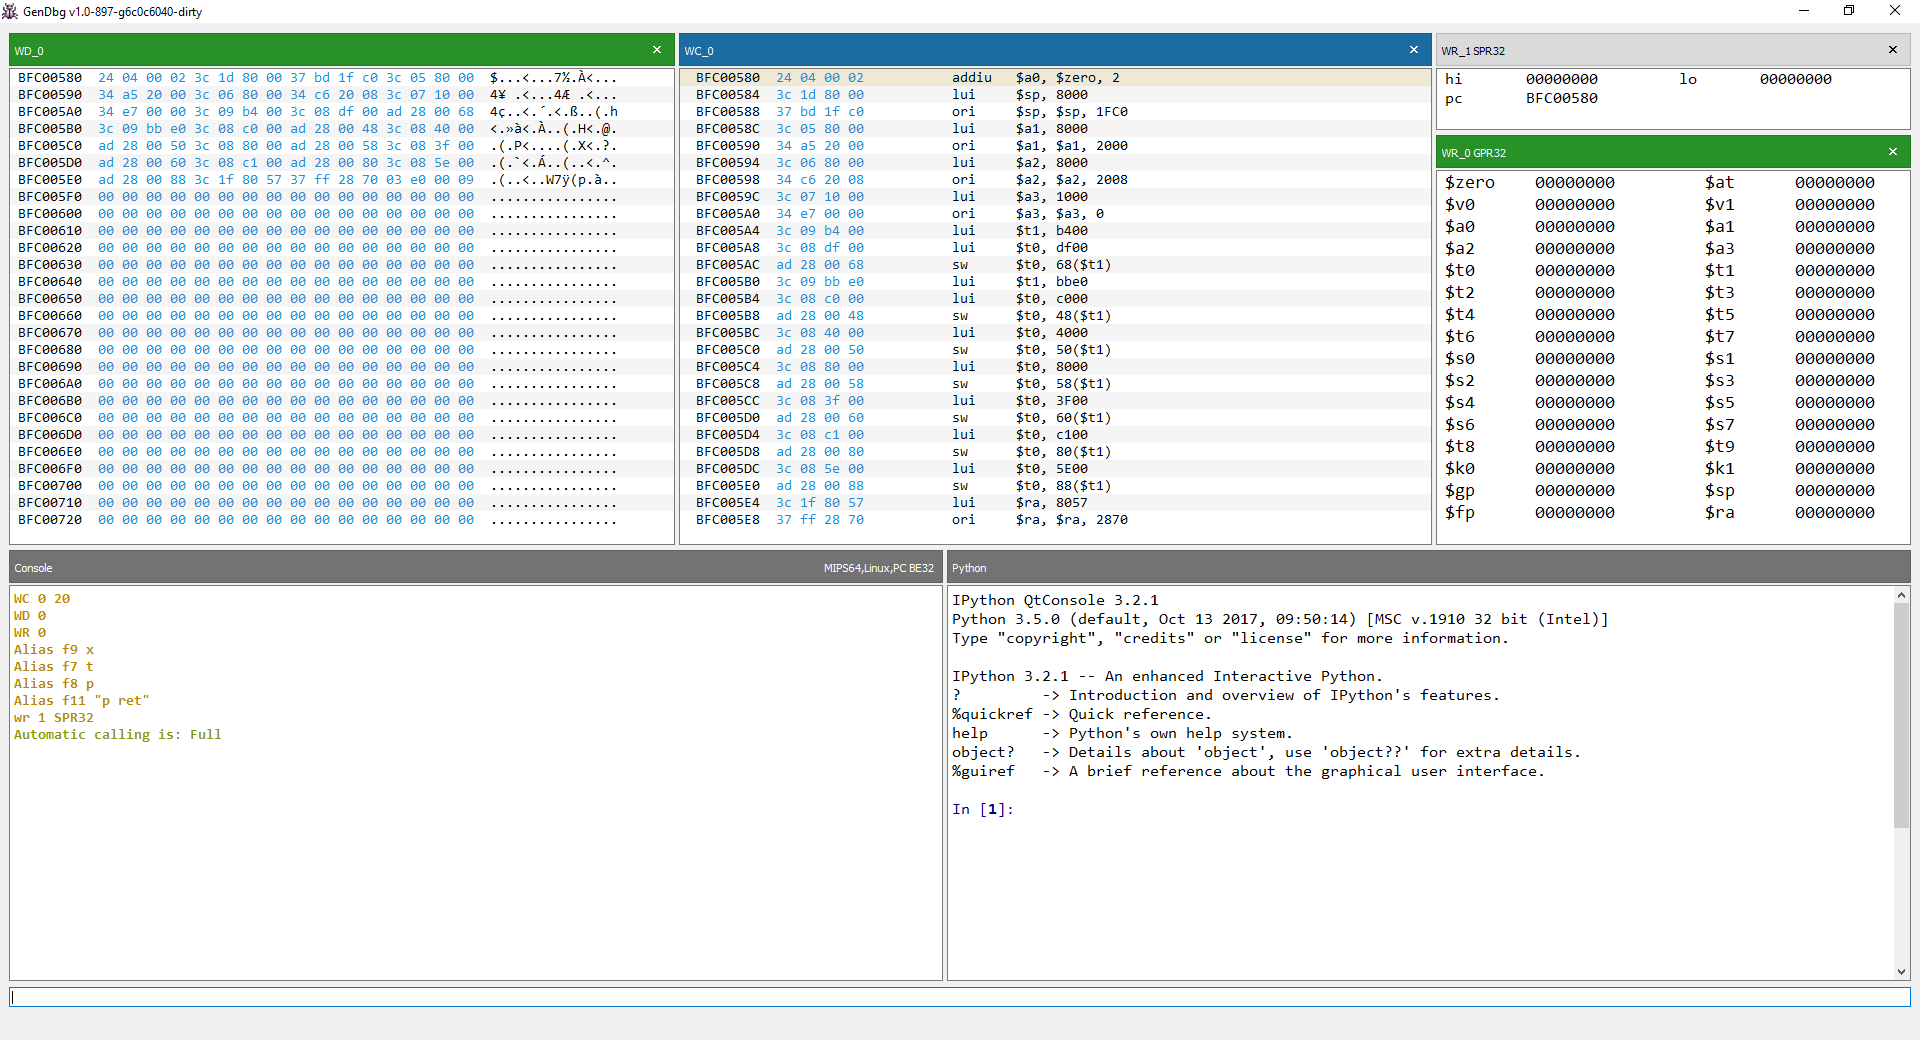 GenDbg v1.0-897-g6c0c6040-dirty
WD_0
BFC00580 24 04 00 02 3c 1d 80 00 37 bd 1f c0 3c 05 80 00 $...<...7½.À<...
BFC00590 34 a5 20 00 3c 06 80 00 34 c6 20 08 3c 07 10 00 4¥ .<...4Æ .<...
BFC005A0 34 e7 00 00 3c 09 b4 00 3c 08 df 00 ad 28 00 68 4ç..<.´.<.ß..(.h
BFC005B0 3c 09 bb e0 3c 08 c0 00 ad 28 00 48 3c 08 40 00 <.»à<.À..(.H<.@.
BFC005C0 ad 28 00 50 3c 08 80 00 ad 28 00 58 3c 08 3f 00 .(.P<....(.X<.?.
BFC005D0 ad 28 00 60 3c 08 c1 00 ad 28 00 80 3c 08 5e 00 .(.`<.Á..(..<.^.
BFC005E0 ad 28 00 88 3c 1f 80 57 37 ff 28 70 03 e0 00 09 .(..<..W7ÿ(p.à..
BFC005F0 00 00 00 00 00 00 00 00 00 00 00 00 00 00 00 00 ................
BFC00600 00 00 00 00 00 00 00 00 00 00 00 00 00 00 00 00 ................
BFC00610 00 00 00 00 00 00 00 00 00 00 00 00 00 00 00 00 ................
BFC00620 00 00 00 00 00 00 00 00 00 00 00 00 00 00 00 00 ................
BFC00630 00 00 00 00 00 00 00 00 00 00 00 00 00 00 00 00 ................
BFC00640 00 00 00 00 00 00 00 00 00 00 00 00 00 00 00 00 ................
BFC00650 00 00 00 00 00 00 00 00 00 00 00 00 00 00 00 00 ................
BFC00660 00 00 00 00 00 00 00 00 00 00 00 00 00 00 00 00 ................
BFC00670 00 00 00 00 00 00 00 00 00 00 00 00 00 00 00 00 ................
BFC00680 00 00 00 00 00 00 00 00 00 00 00 00 00 00 00 00 ................
BFC00690 00 00 00 00 00 00 00 00 00 00 00 00 00 00 00 00 ................
BFC006A0 00 00 00 00 00 00 00 00 00 00 00 00 00 00 00 00 ................
BFC006B0 00 00 00 00 00 00 00 00 00 00 00 00 00 00 00 00 ................
BFC006C0 00 00 00 00 00 00 00 00 00 00 00 00 00 00 00 00 ................
BFC006D0 00 00 00 00 00 00 00 00 00 00 00 00 00 00 00 00 ................
BFC006E0 00 00 00 00 00 00 00 00 00 00 00 00 00 00 00 00 ................
BFC006F0 00 00 00 00 00 00 00 00 00 00 00 00 00 00 00 00 ................
BFC00700 00 00 00 00 00 00 00 00 00 00 00 00 00 00 00 00 ................
BFC00710 00 00 00 00 00 00 00 00 00 00 00 00 00 00 00 00 ................
BFC00720 00 00 00 00 00 00 00 00 00 00 00 00 00 00 00 00 ................
WC_0
BFC00580 24 04 00 02 addiu $a0, $zero, 2
BFC00584 3c 1d 80 00 lui $sp, 8000
BFC00588 37 bd 1f c0 ori $sp, $sp, 1FC0
BFC0058C 3c 05 80 00 lui $a1, 8000
BFC00590 34 a5 20 00 ori $a1, $a1, 2000
BFC00594 3c 06 80 00 lui $a2, 8000
BFC00598 34 c6 20 08 ori $a2, $a2, 2008
BFC0059C 3c 07 10 00 lui $a3, 1000
BFC005A0 34 e7 00 00 ori $a3, $a3, 0
BFC005A4 3c 09 b4 00 lui $t1, b400
BFC005A8 3c 08 df 00 lui $t0, df00
BFC005AC ad 28 00 68 sw $t0, 68($t1)
BFC005B0 3c 09 bb e0 lui $t1, bbe0
BFC005B4 3c 08 c0 00 lui $t0, c000
BFC005B8 ad 28 00 48 sw $t0, 48($t1)
BFC005BC 3c 08 40 00 lui $t0, 4000
BFC005C0 ad 28 00 50 sw $t0, 50($t1)
BFC005C4 3c 08 80 00 lui $t0, 8000
BFC005C8 ad 28 00 58 sw $t0, 58($t1)
BFC005CC 3c 08 3f 00 lui $t0, 3F00
BFC005D0 ad 28 00 60 sw $t0, 60($t1)
BFC005D4 3c 08 c1 00 lui $t0, c100
BFC005D8 ad 28 00 80 sw $t0, 80($t1)
BFC005DC 3c 08 5e 00 lui $t0, 5E00
BFC005E0 ad 28 00 88 sw $t0, 88($t1)
BFC005E4 3c 1f 80 57 lui $ra, 8057
BFC005E8 37 ff 28 70 ori $ra, $ra, 2870
WR_1 SPR32
hi 00000000 lo 00000000
pc BFC00580
WR_0 GPR32
$zero 00000000 $at 00000000
$v0 00000000 $v1 00000000
$a0 00000000 $a1 00000000
$a2 00000000 $a3 00000000
$t0 00000000 $t1 00000000
$t2 00000000 $t3 00000000
$t4 00000000 $t5 00000000
$t6 00000000 $t7 00000000
$s0 00000000 $s1 00000000
$s2 00000000 $s3 00000000
$s4 00000000 $s5 00000000
$s6 00000000 $s7 00000000
$t8 00000000 $t9 00000000
$k0 00000000 $k1 00000000
$gp 00000000 $sp 00000000
$fp 00000000 $ra 00000000
Console MIPS64,Linux,PC BE32
WC 0 20
WD 0
WR 0
Alias f9 x
Alias f7 t
Alias f8 p
Alias f11 "p ret"
wr 1 SPR32
Automatic calling is: Full
Python
IPython QtConsole 3.2.1
Python 3.5.0 (default, Oct 13 2017, 09:50:14) [MSC v.1910 32 bit (Intel)]
Type "copyright", "credits" or "license" for more information.
IPython 3.2.1 -- An enhanced Interactive Python.
? -> Introduction and overview of IPython's features.
%quickref -> Quick reference.
help -> Python's own help system.
object? -> Details about 'object', use 'object??' for extra details.
%guiref -> A brief reference about the graphical user interface.
In [1]: